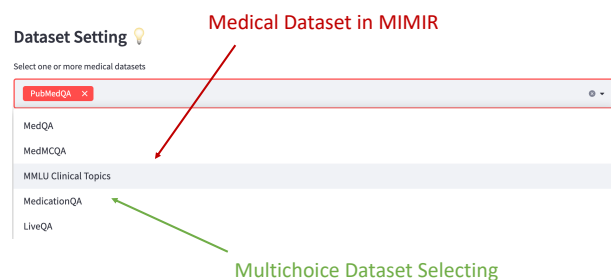 Medical Dataset in MIMIR
Dataset Setting 💡
Select one or more medical datasets
PubMedQA ×
MedQA
MedMCQA
MMLU Clinical Topics
MedicationQA
LiveQA
Multichoice Dataset Selecting